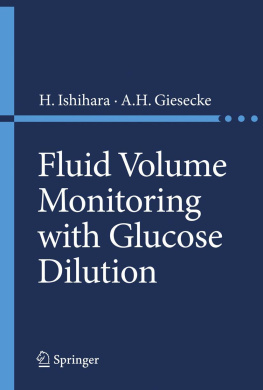 H. Ishihara · A.H. Giesecke
Fluid Volume
Monitoring
with Glucose
Dilution
Springer